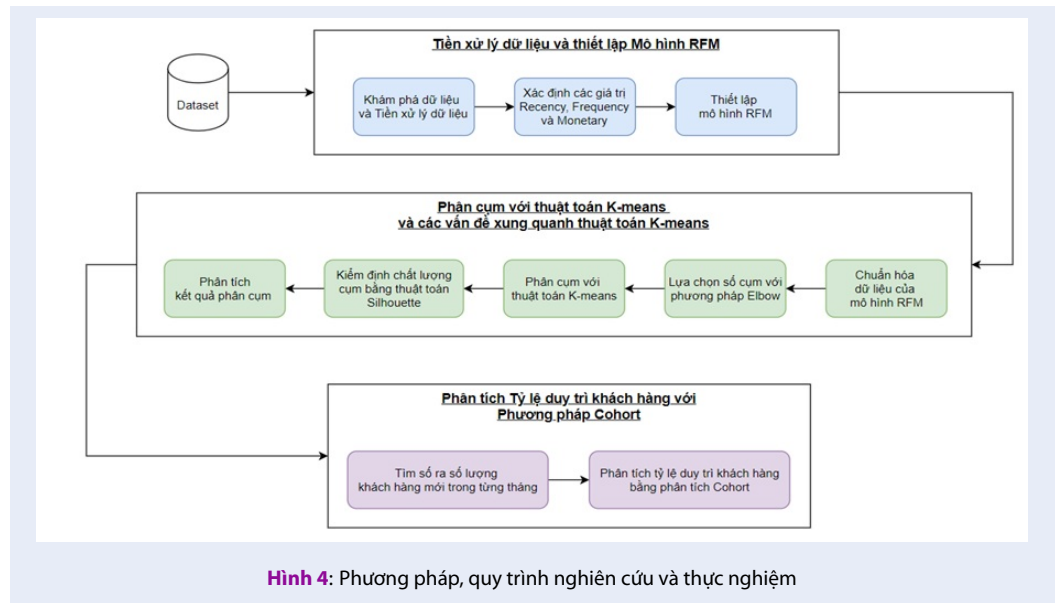 Tiền xử lý dữ liệu và thiết lập Mô hình RFM
Dataset
Khám phá dữ liệu
và Tiền xử lý dữ liệu
Xác định các giá trị
Recency, Frequency
và Monetary
Thiết lập
mô hình RFM
Phân cụm với thuật toán K-means
và các vấn đề xung quanh thuật toán K-means
Phân tích
kết quả phân cụm
Kiểm định chất lượng
cụm bằng thuật toán
Silhouette
Phân cụm với
thuật toán K-means
Lựa chọn số cụm với
phương pháp Elbow
Chuẩn hóa
dữ liệu của
mô hình RFM
Phân tích Tỷ lệ duy trì khách hàng với
Phương pháp Cohort
Tìm số ra số lượng
khách hàng mới trong từng tháng
Phân tích tỷ lệ duy trì khách hàng
bằng phân tích Cohort
Hình 4: Phương pháp, quy trình nghiên cứu và thực nghiệm